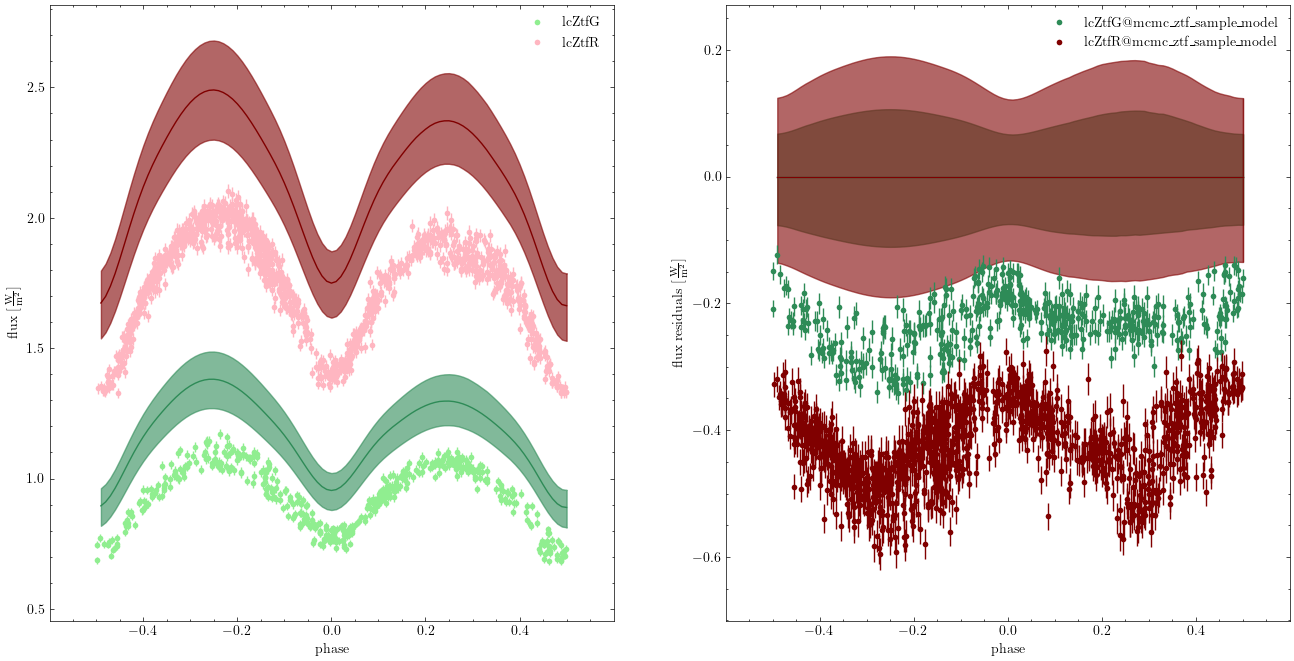 lcZtfG
lcZtfR
2.5
2.0
1.5
1.0
0.5
flux [W/m²]
−0.4
−0.2
0.0
0.2
0.4
phase
lcZtfG@mcmc_ztf_sample_model
lcZtfR@mcmc_ztf_sample_model
0.2
0.0
−0.2
−0.4
−0.6
flux residuals [W/m²]
−0.4
−0.2
0.0
0.2
0.4
phase